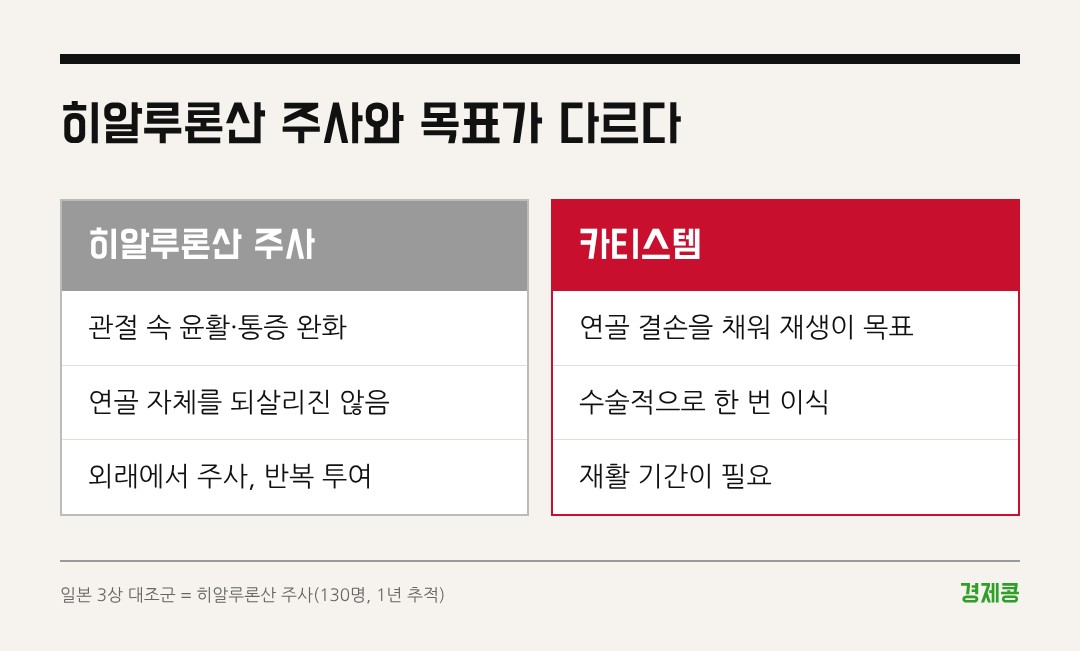 히알루론산 주사와 목표가 다르다
히알루론산 주사
관절 속 윤활·통증 완화
연골 자체를 되살리진 않음
외래에서 주사, 반복 투여
카티스템
연골 결손을 채워 재생이 목표
수술적으로 한 번 이식
재활 기간이 필요
일본 3상 대조군 = 히알루론산 주사(130명, 1년 추적)
경제콩